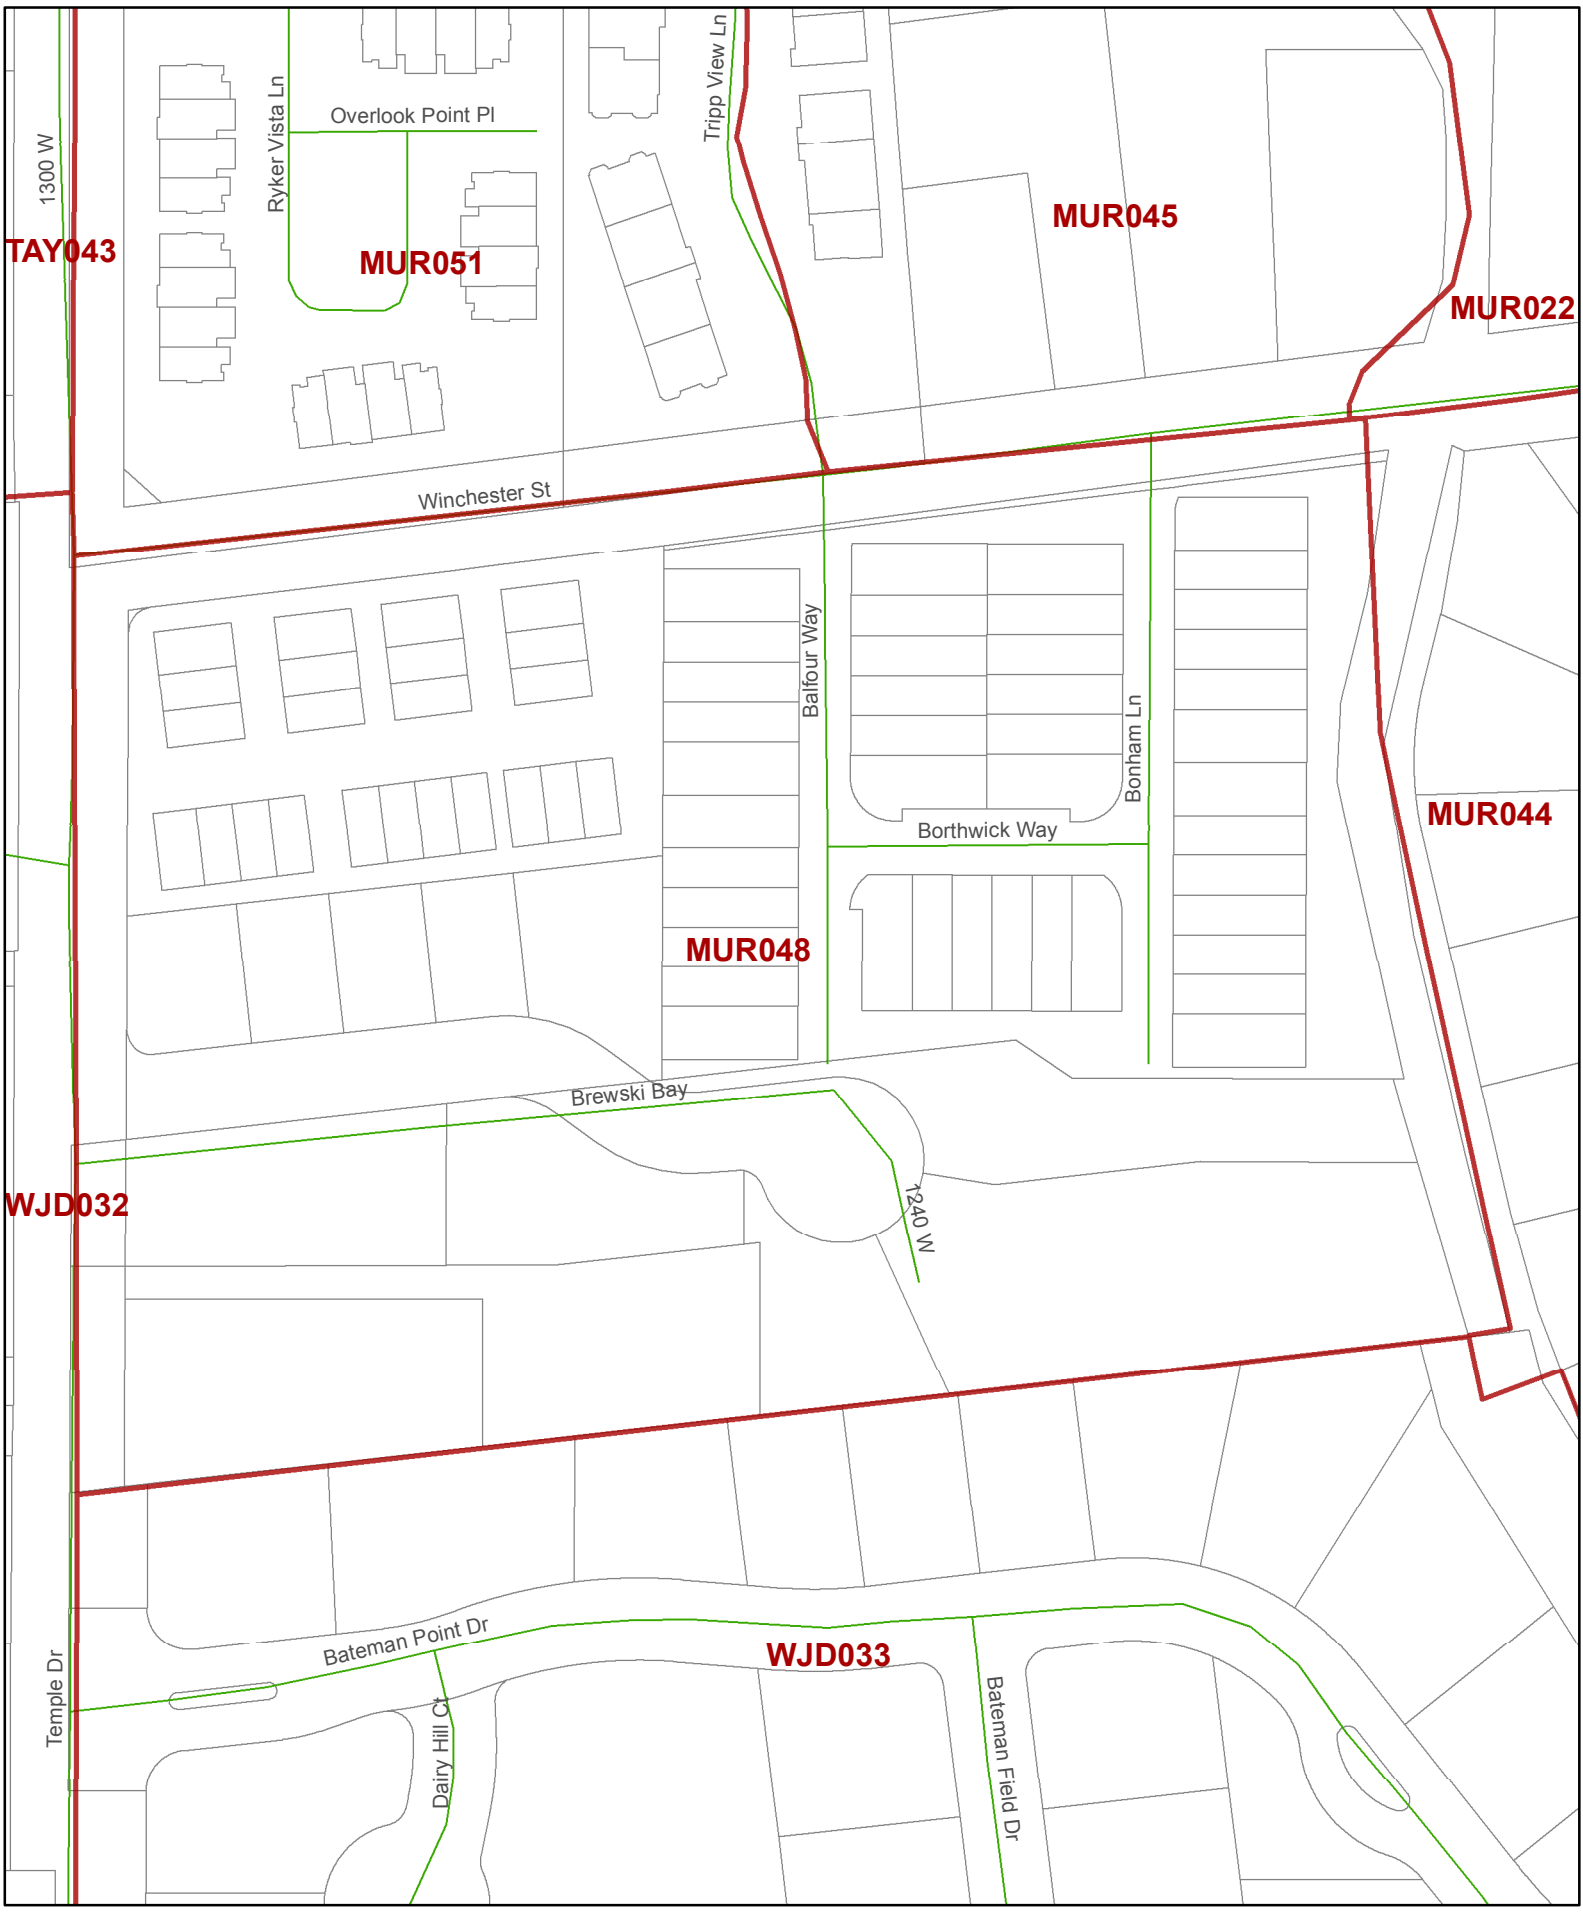 Tripp View Ln
Ryker Vista Ln
Overlook Point Pl
1300 W
MUR045
TAY043
MUR051
MUR022
Winchester St
Balfour Way
Bonham Ln
MUR044
Borthwick Way
MUR048
Brewski Bay
WJD032
1240 W
Bateman Point Dr
WJD033
Temple Dr
Dairy Hill Ct
Bateman Field Dr